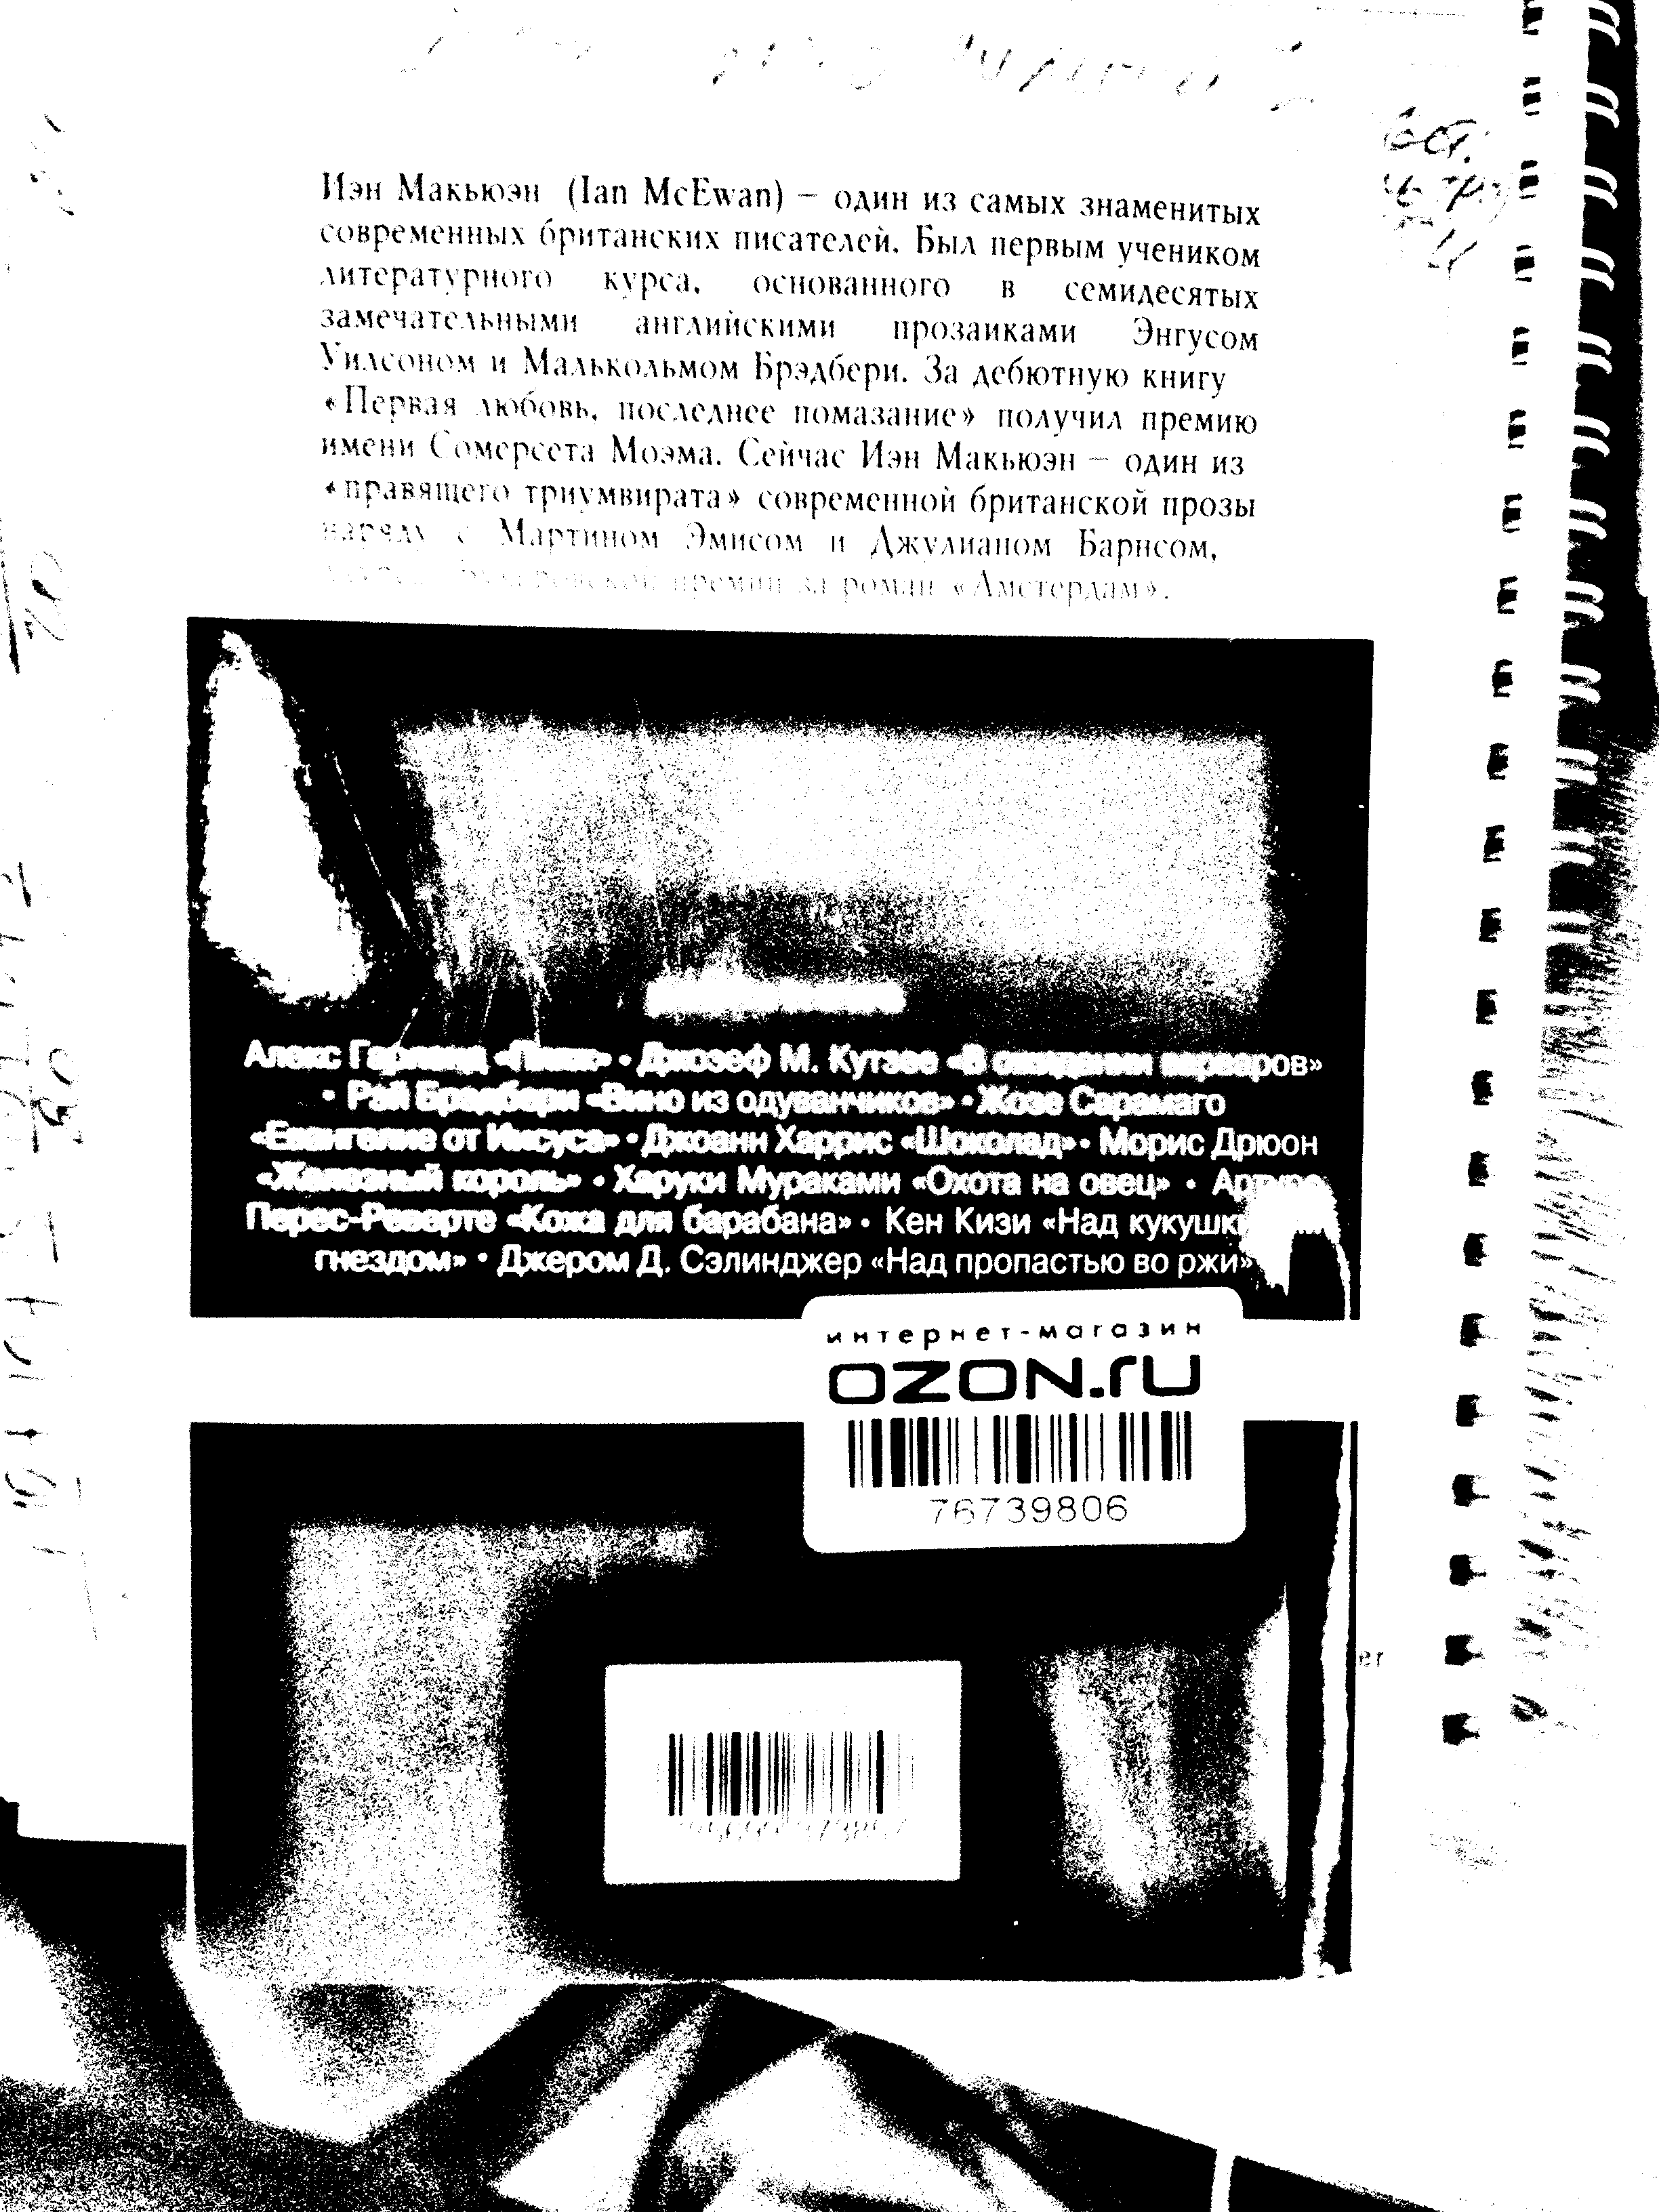 Иэн Макьюэн (Ian McEwan) – один из самых знаменитых
современных британских писателей. Был первым учеником
литературного курса, основанного в семидесятых
замечательными английскими прозаиками Энгусом
Уилсоном и Малькольмом Брэдбери. За дебютную книгу
«Первая любовь, последнее помазание» получил премию
имени Сомерсета Моэма. Сейчас Иэн Макьюэн – один из
«правящего триумвирата» современной британской прозы
наряду с Мартином Эмисом и Джулианом Барнсом,
Букеровской премии за роман «Амстердам».
Алекс Гарленд «Пляж» • Джозеф М. Кутзее «В ожидании варваров»
• Рэй Брэдбери «Вино из одуванчиков» • Жозе Сарамаго
«Евангелие от Иисуса» • Джоанн Харрис «Шоколад» • Морис Дрюон
«Железный король» • Харуки Мураками «Охота на овец» • Артуро
Перес-Реверте «Кожа для барабана» • Кен Кизи «Над
гнездом» • Джером Д. Сэлинджер «Над пропастью во ржи»
интернет-магазин
OZON.ru
76739806